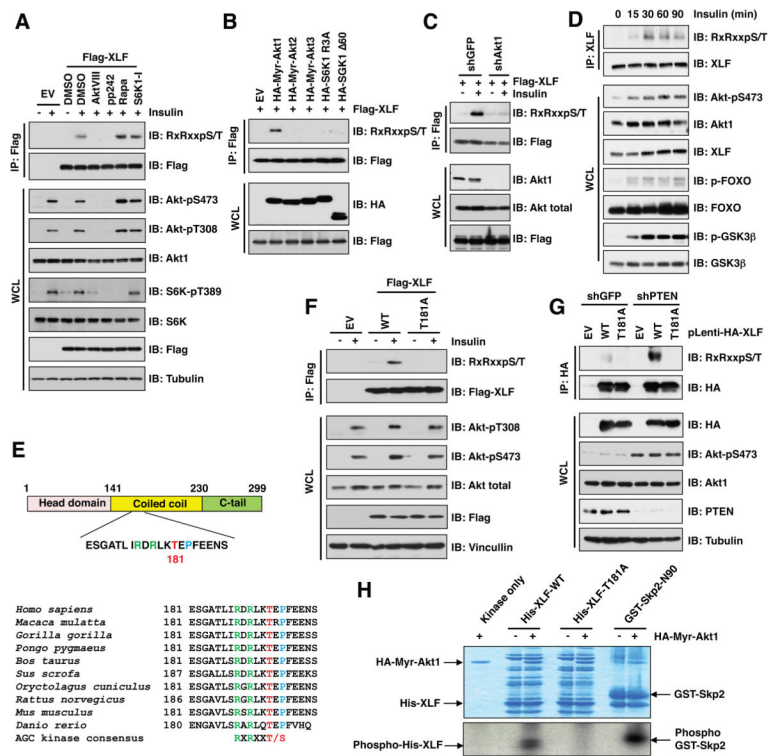 A
Flag-XLF
EV DMSO DMSO AktVIII pp242 Rapa S6K1-I
- + - + + + + + Insulin
IP: Flag
IB: RxRxxpS/T
IB: Flag
WCL
IB: Akt-pS473
IB: Akt-pT308
IB: Akt1
IB: S6K-pT389
IB: S6K
IB: Flag
IB: Tubulin
B
EV HA-Myr-Akt1 HA-Myr-Akt2 HA-Myr-Akt3 HA-S6K1 R3A HA-SGK1 Δ60
+ + + + + + Flag-XLF
IP: Flag
IB: RxRxxpS/T
IB: Flag
WCL
IB: HA
IB: Flag
C
shGFP shAkt1
Flag-XLF + + + +
Insulin - + - +
IP: Flag
IB: RxRxxpS/T
IB: Flag
WCL
IB: Akt1
IB: Akt total
IB: Flag
D
0 15 30 60 90 Insulin (min)
IP: XLF
IB: RxRxxpS/T
IB: XLF
WCL
IB: Akt-pS473
IB: Akt1
IB: XLF
IB: p-FOXO
IB: FOXO
IB: p-GSK3β
IB: GSK3β
E
1 141 230 299
Head domain Coiled coil C-tail
ESGATL IRDRLKTEPFEENS
181
Homo sapiens 181 ESGATLIRDRLKTEPFEENS
Macaca mulatta 181 ESGATLIRDRLKTEPFEENS
Gorilla gorilla 181 ESGATLIRDRLKTEPFEENS
Pongo pygmaeus 181 ESGATLIRDRLKTEPFEENS
Bos taurus 181 ESGATLIRDRLKTEPFEENS
Sus scrofa 187 ESGATLIRDRLKTEPFEEKS
Oryctolagus cuniculus 181 ESGATLIRGRLKTEPFEENS
Rattus norvegicus 186 ESGATLIRGRLKTEPFEENS
Mus musculus 181 ESGATLIRGRLKTEPFEENS
Danio rerio 180 ENGAVLSRARLQTEPFVHQ
AGC kinase consensus RXRXXT/S
F
Flag-XLF
EV WT T181A
- + - + - + Insulin
IP: Flag
IB: RxRxxpS/T
IB: Flag-XLF
WCL
IB: Akt-pT308
IB: Akt-pS473
IB: Akt total
IB: Flag
IB: Vincullin
G
shGFP shPTEN
EV WT T181A EV WT T181A pLenti-HA-XLF
IP: HA
IB: RxRxxpS/T
IB: HA
WCL
IB: HA
IB: Akt-pS473
IB: Akt1
IB: PTEN
IB: Tubulin
H
Kinase only His-XLF-WT His-XLF-T181A GST-Skp2-N90
+ - + - + - + HA-Myr-Akt1
HA-Myr-Akt1
His-XLF
GST-Skp2
Phospho-His-XLF
Phospho
GST-Skp2